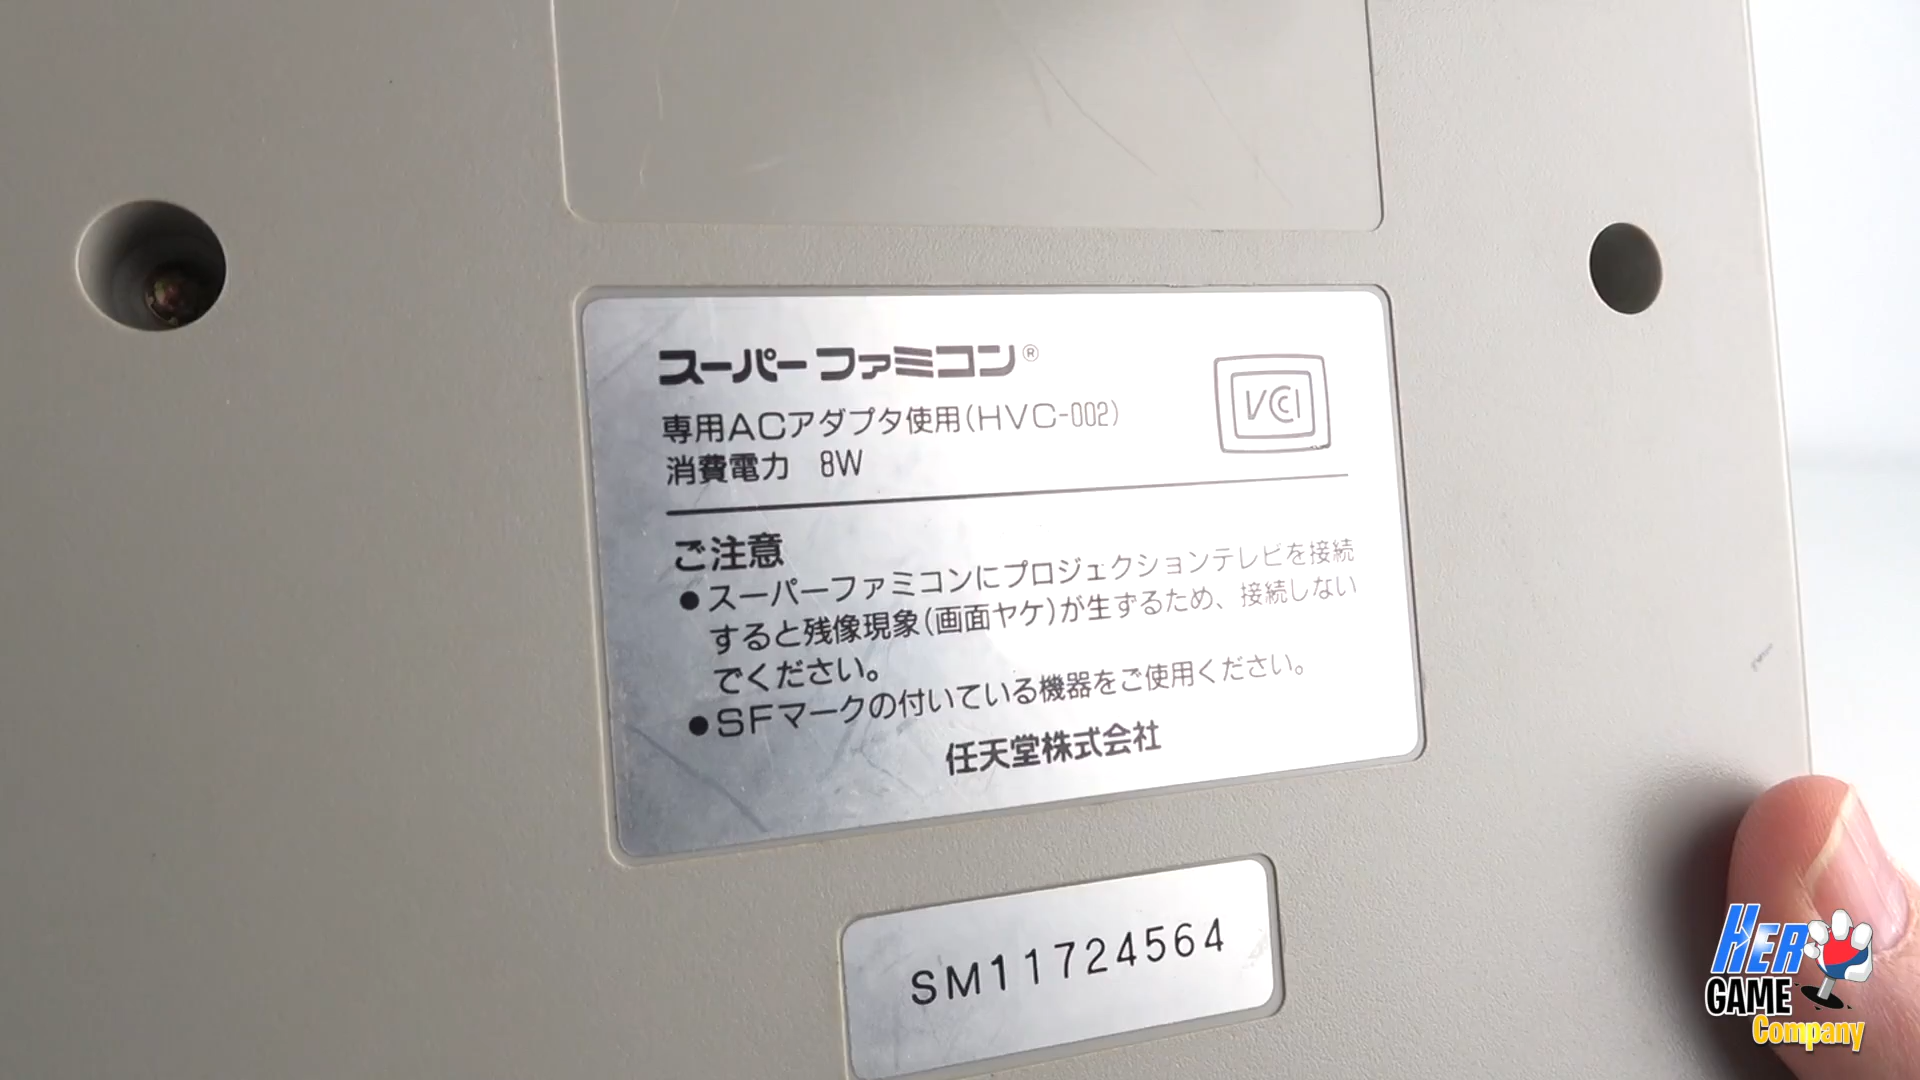 スーパーファミコン®
専用ACアダプタ使用(HVC-002)
消費電力 8W
VCCI
ご注意
●スーパーファミコンにプロジェクションテレビを接続
すると残像現象(画面ヤケ)が生ずるため、接続しない
でください。
●SFマークの付いている機器をご使用ください。
任天堂株式会社
SM11724564
HERO
GAME
Company